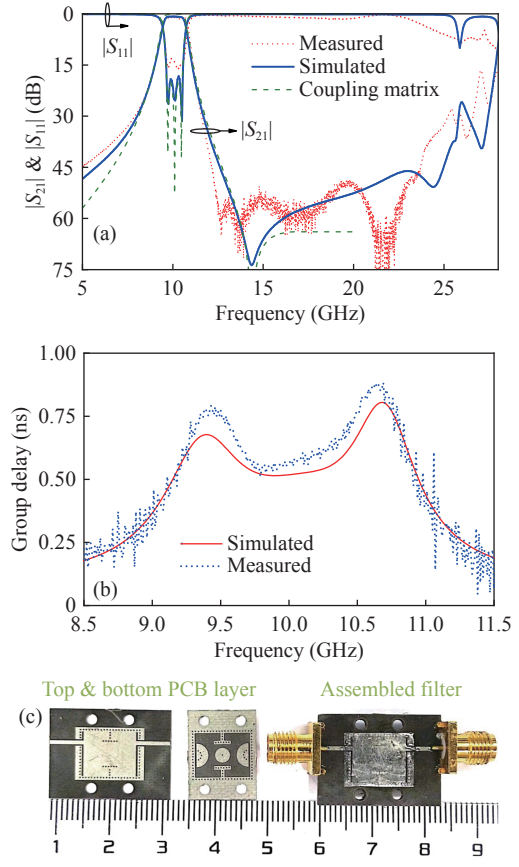 0
15
30
45
60
75
|S21| & |S11| (dB)
|S11|
Measured
Simulated
Coupling matrix
|S21|
(a)
5
10
15
20
25
Frequency (GHz)
1.00
0.75
0.50
0.25
0
Group delay (ns)
Simulated
Measured
(b)
8.5
9.0
9.5
10.0
10.5
11.0
11.5
Frequency (GHz)
Top & bottom PCB layer
Assembled filter
(c)
1 2 3 4 5 6 7 8 9